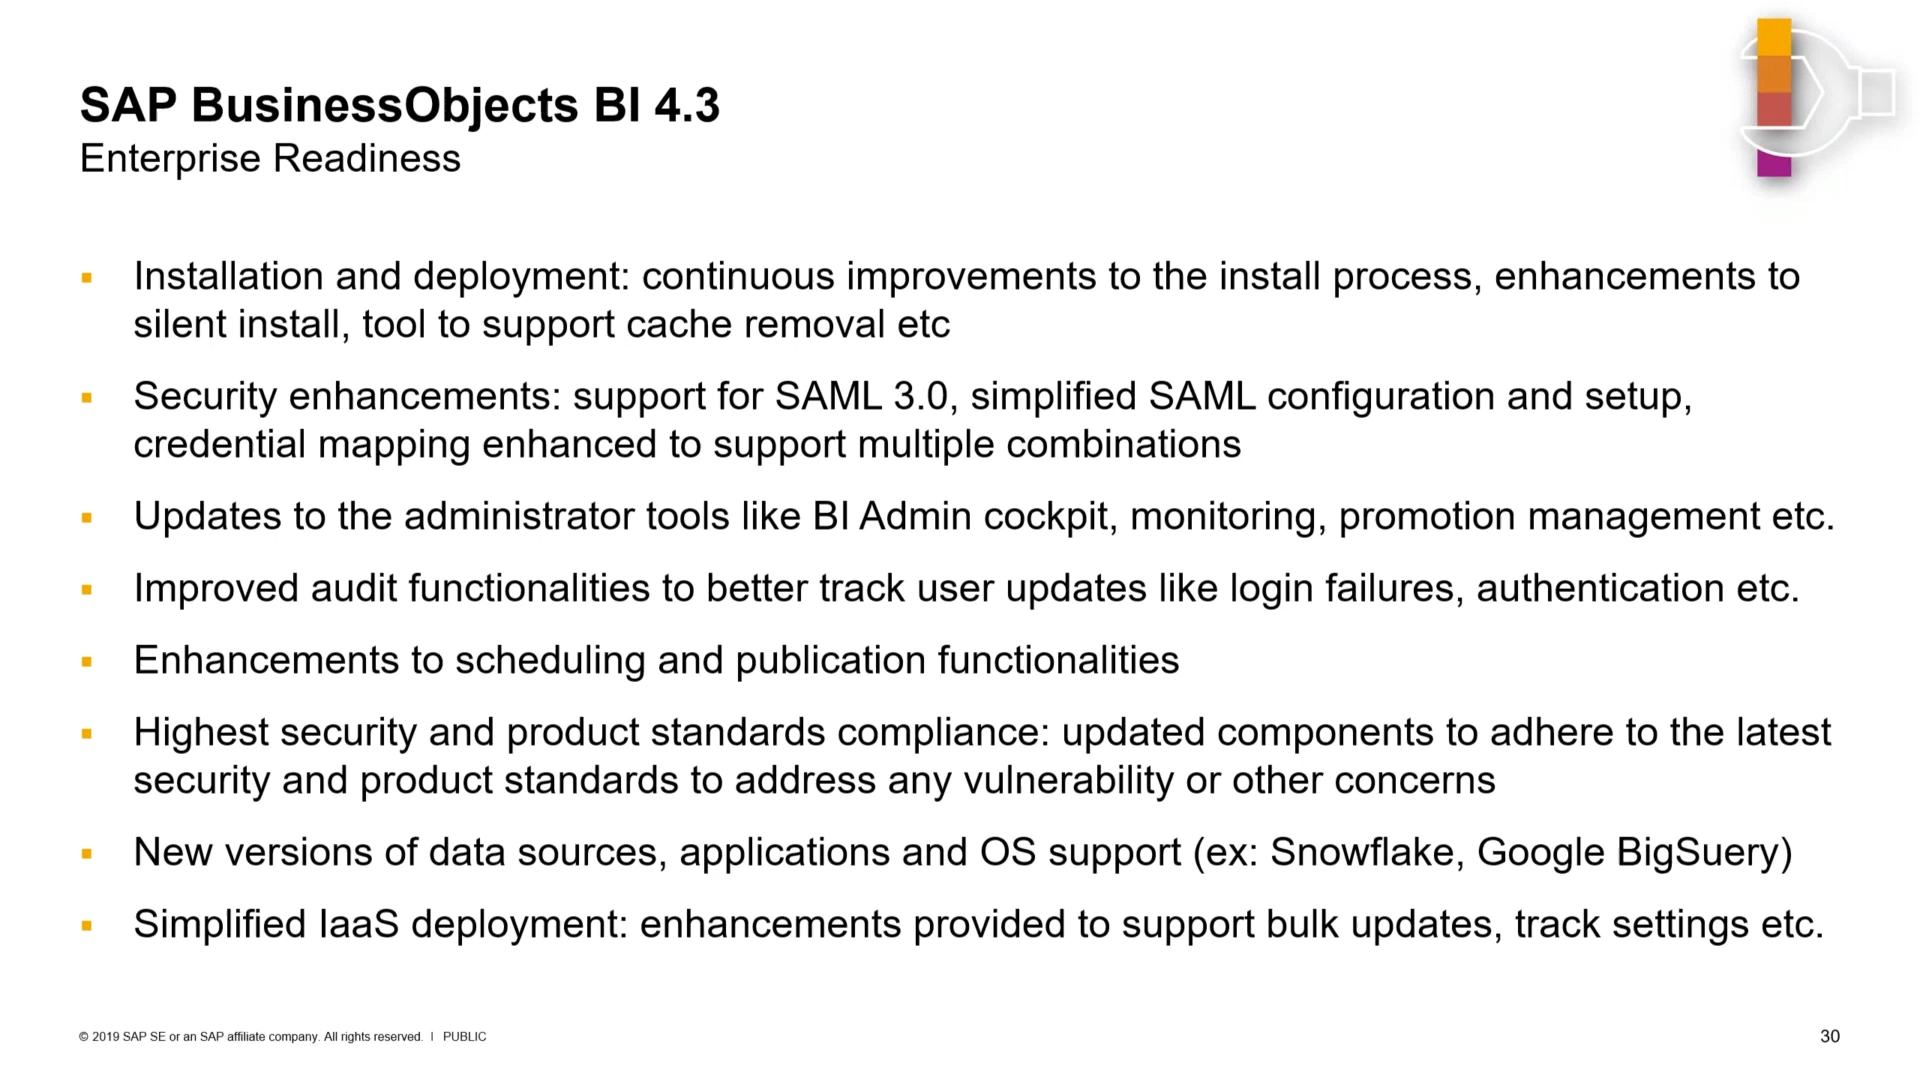 SAP BusinessObjects BI 4.3
Enterprise Readiness
▪ Installation and deployment: continuous improvements to the install process, enhancements to
silent install, tool to support cache removal etc
▪ Security enhancements: support for SAML 3.0, simplified SAML configuration and setup,
credential mapping enhanced to support multiple combinations
▪ Updates to the administrator tools like BI Admin cockpit, monitoring, promotion management etc.
▪ Improved audit functionalities to better track user updates like login failures, authentication etc.
▪ Enhancements to scheduling and publication functionalities
▪ Highest security and product standards compliance: updated components to adhere to the latest
security and product standards to address any vulnerability or other concerns
▪ New versions of data sources, applications and OS support (ex: Snowflake, Google BigSuery)
▪ Simplified IaaS deployment: enhancements provided to support bulk updates, track settings etc.
© 2019 SAP SE or an SAP affiliate company. All rights reserved. | PUBLIC
30